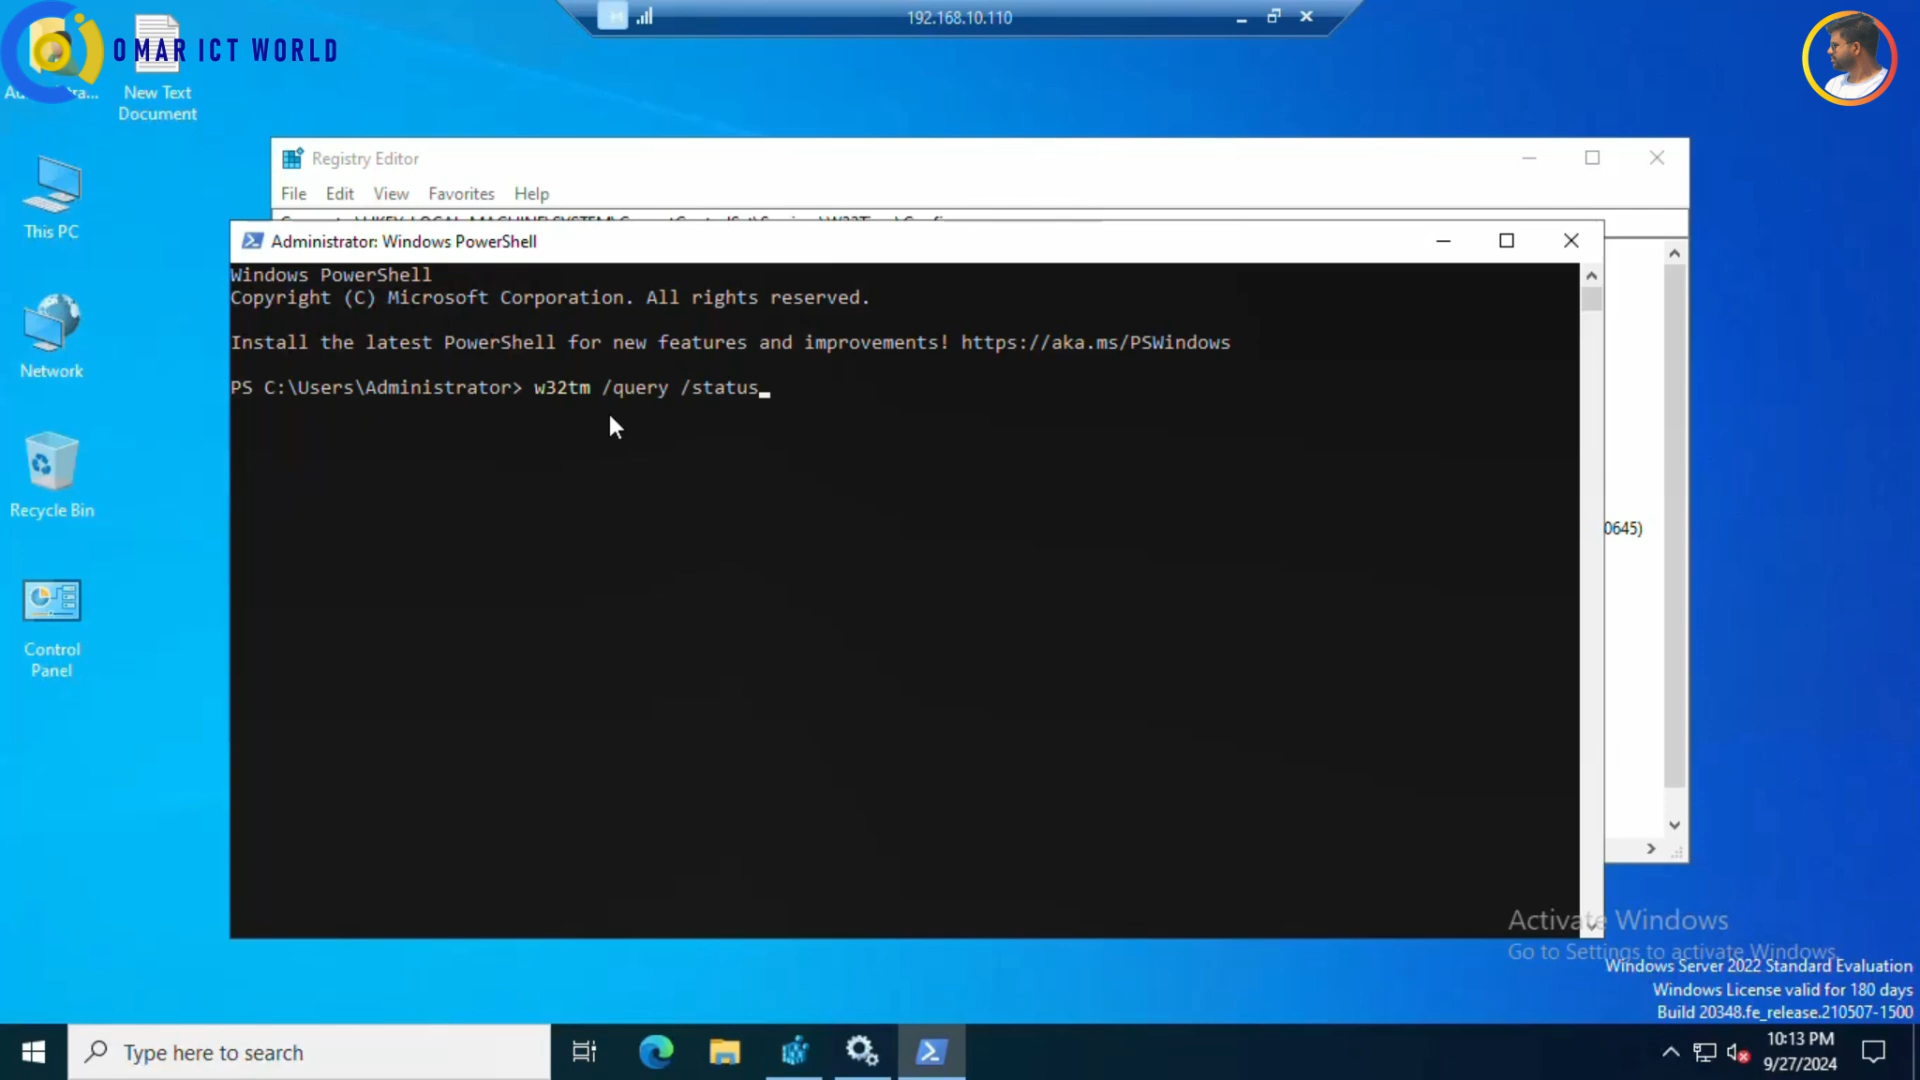 192.168.10.110
OMAR ICT WORLD
New Text
Document
This PC
Network
Recycle Bin
Control
Panel
Registry Editor
File Edit View Favorites Help
Administrator: Windows PowerShell
Windows PowerShell
Copyright (C) Microsoft Corporation. All rights reserved.
Install the latest PowerShell for new features and improvements! https://aka.ms/PSWindows
PS C:\Users\Administrator> w32tm /query /status
0645)
Activate Windows
Go to Settings to activate Windows.
Windows Server 2022 Standard Evaluation
Windows License valid for 180 days
Build 20348.fe_release.210507-1500
Type here to search
10:13 PM
9/27/2024